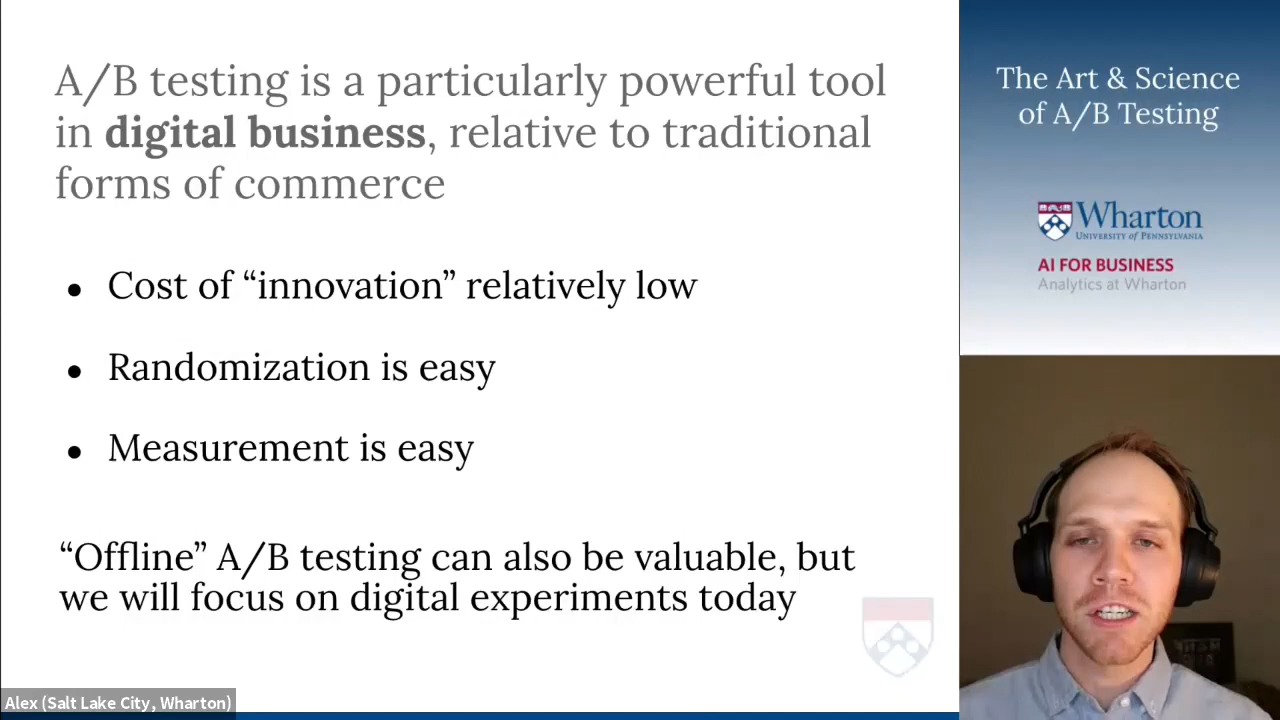 A/B testing is a particularly powerful tool
in digital business, relative to traditional
forms of commerce
• Cost of “innovation” relatively low
• Randomization is easy
• Measurement is easy
“Offline” A/B testing can also be valuable, but
we will focus on digital experiments today
Alex (Salt Lake City, Wharton)
The Art & Science
of A/B Testing
Wharton
UNIVERSITY of PENNSYLVANIA
AI FOR BUSINESS
Analytics at Wharton